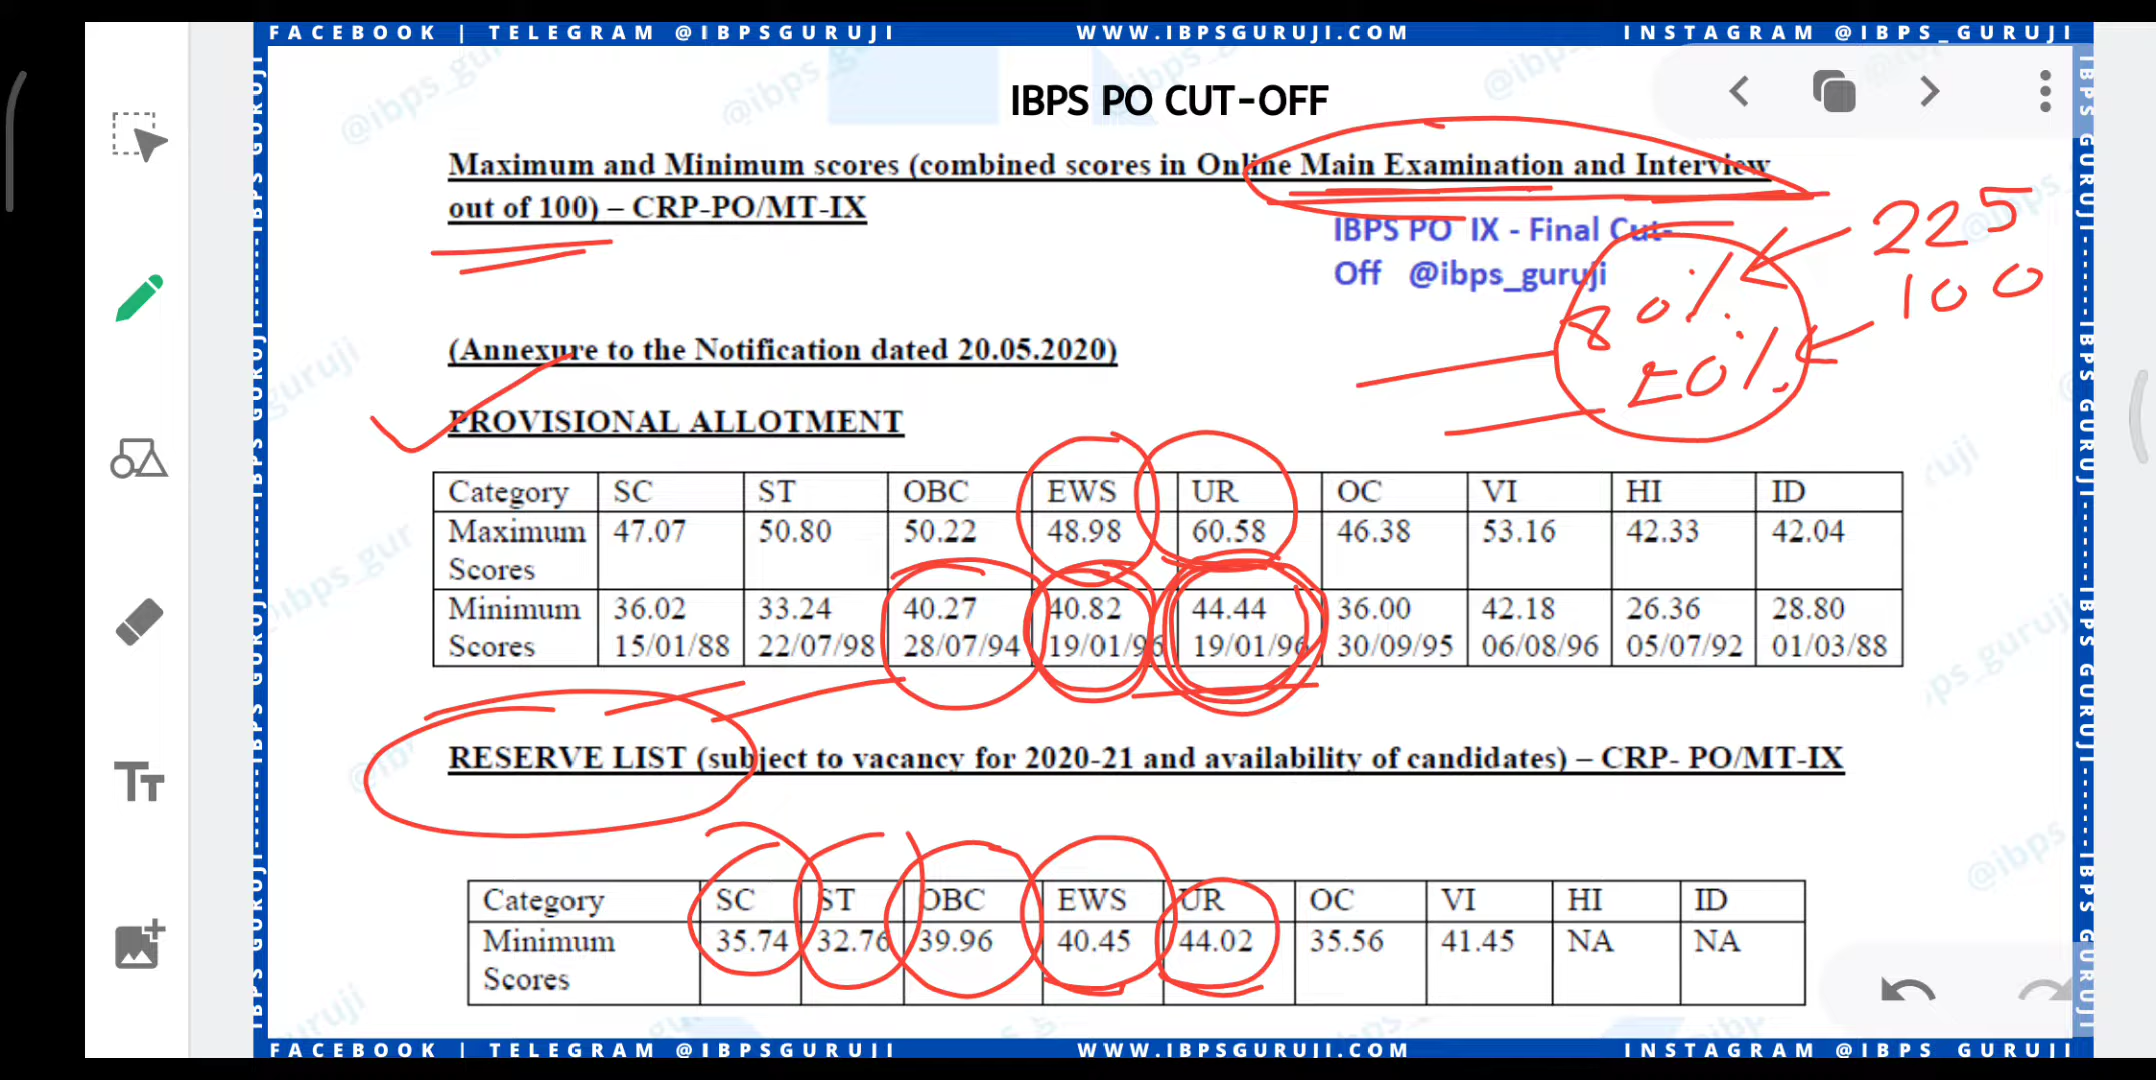 FACEBOOK | TELEGRAM @IBPSGURUJI WWW.IBPSGURUJI.COM INSTAGRAM @IBPS_GURUJI
IBPS PO CUT-OFF
Maximum and Minimum scores (combined scores in Online Main Examination and Interview
out of 100) – CRP-PO/MT-IX
IBPS PO IX - Final Cut-
Off @ibps_guruji
225
100
80%
20%
(Annexure to the Notification dated 20.05.2020)
PROVISIONAL ALLOTMENT
Category SC ST OBC EWS UR OC VI HI ID
Maximum Scores 47.07 50.80 50.22 48.98 60.58 46.38 53.16 42.33 42.04
Minimum 36.02 33.24 40.27 40.82 44.44 36.00 42.18 26.36 28.80
Scores 15/01/88 22/07/98 28/07/94 19/01/96 19/01/96 30/09/95 06/08/96 05/07/92 01/03/88
RESERVE LIST (subject to vacancy for 2020-21 and availability of candidates) – CRP- PO/MT-IX
Category SC ST OBC EWS UR OC VI HI ID
Minimum Scores 35.74 32.76 39.96 40.45 44.02 35.56 41.45 NA NA
TT
FACEBOOK | TELEGRAM @IBPSGURUJI WWW.IBPSGURUJI.COM INSTAGRAM @IBPS_GURUJI